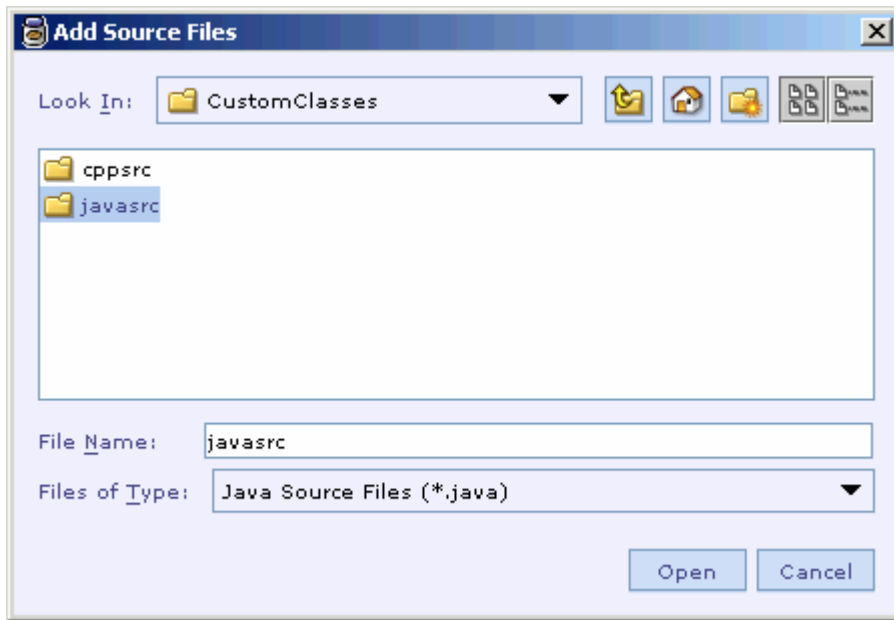 Add Source Files
Look In: CustomClasses
cppsrc
javasrc
File Name: javasrc
Files of Type: Java Source Files (*.java)
Open Cancel